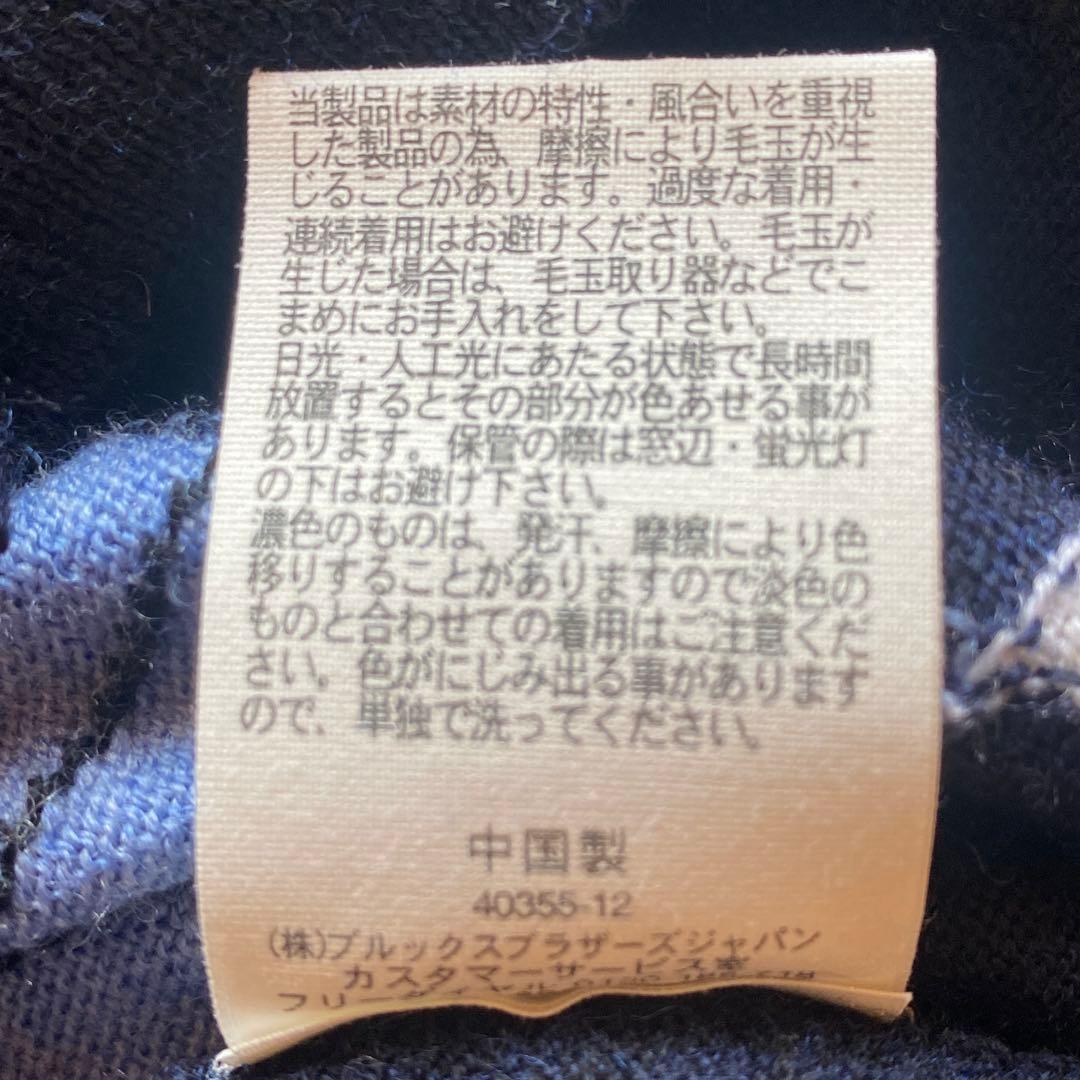 当製品は素材の特性・風合いを重視
した製品の為、摩擦により毛玉が生
じることがあります。過度な着用・
連続着用はお避けください。毛玉が
生じた場合は、毛玉取り器などでこ
まめにお手入れをして下さい。
日光・人工光にあたる状態で長時間
放置するとその部分が色あせる事が
あります。保管の際は窓辺・蛍光灯
の下はお避け下さい。
濃色のものは、発汗、摩擦により色
移りすることがありますので淡色の
ものと合わせての着用はご注意くだ
さい。色がにじみ出る事があります
ので、単独で洗ってください。
中国製
40355-12
(株)ブルックスブラザーズジャパン
カスタマーサービス室
フリーダイヤル